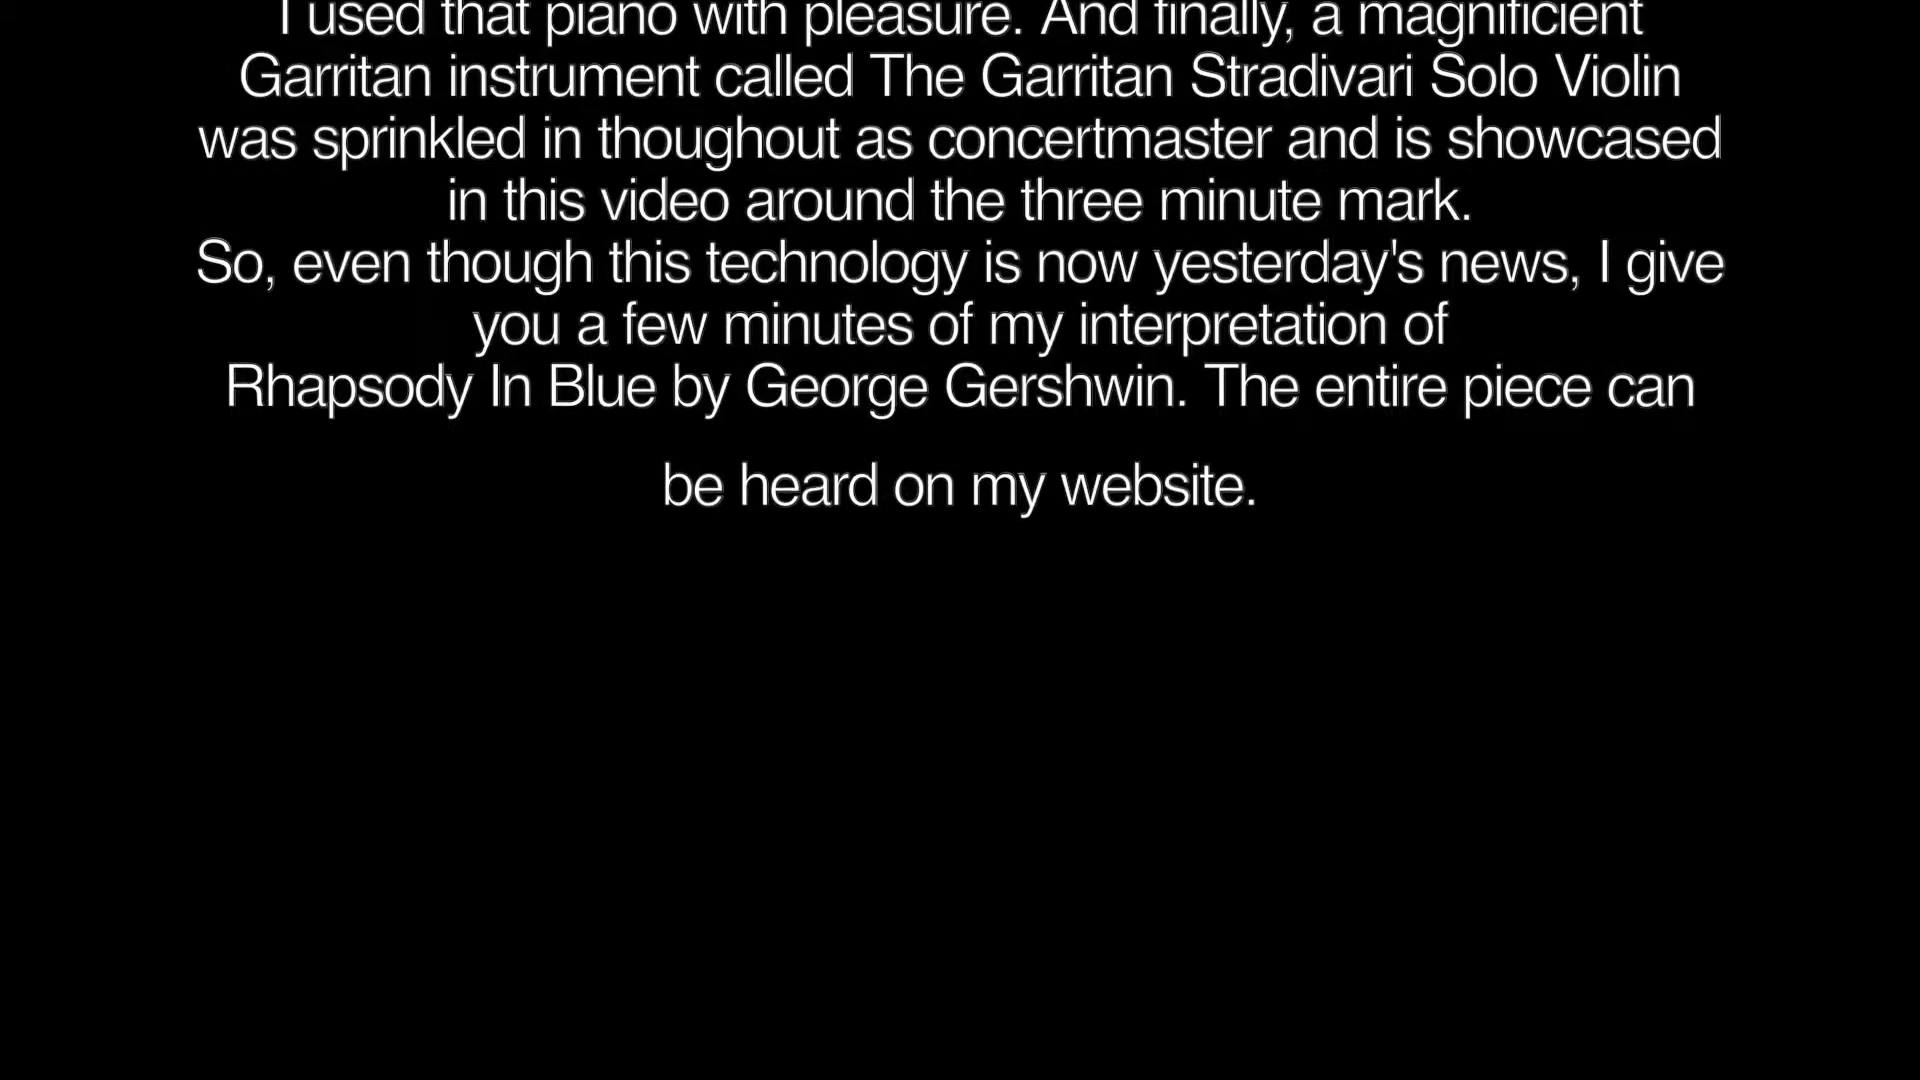 I used that piano with pleasure. And finally, a magnificient
Garritan instrument called The Garritan Stradivari Solo Violin
was sprinkled in thoughout as concertmaster and is showcased
in this video around the three minute mark.
So, even though this technology is now yesterday's news, I give
you a few minutes of my interpretation of
Rhapsody In Blue by George Gershwin. The entire piece can
be heard on my website.